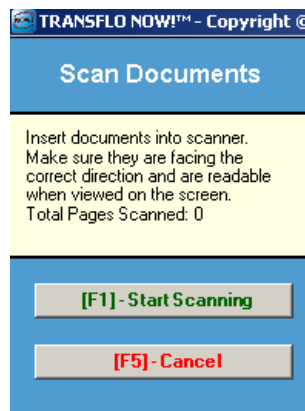 TRANSFLO NOW!™ - Copyright ©
Scan Documents
Insert documents into scanner.
Make sure they are facing the
correct direction and are readable
when viewed on the screen.
Total Pages Scanned: 0
[F1] - Start Scanning
[F5] - Cancel